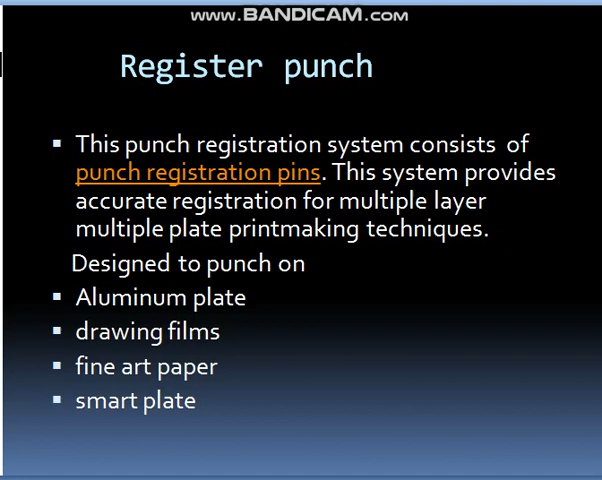 www.BANDICAM.com
Register punch
This punch registration system consists of
punch registration pins. This system provides
accurate registration for multiple layer
multiple plate printmaking techniques.
Designed to punch on
Aluminum plate
drawing films
fine art paper
smart plate